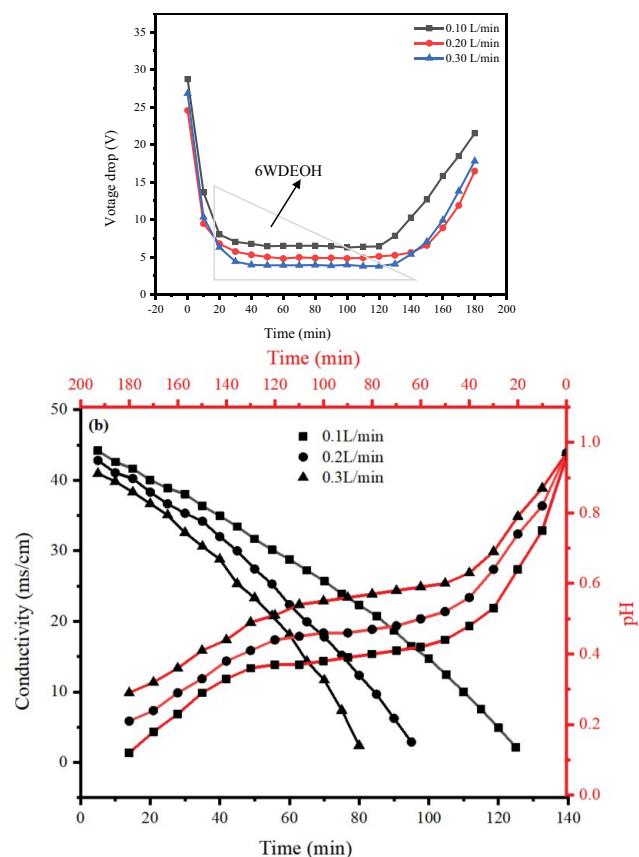 0.10 L/min
0.20 L/min
0.30 L/min
35
30
25
20
15
10
5
0
Votage drop (V)
6WDEOH
-20 0 20 40 60 80 100 120 140 160 180 200
Time (min)
Time (min)
200 180 160 140 120 100 80 60 40 20 0
(b)
0.1L/min
0.2L/min
0.3L/min
50
40
30
20
10
0
Conductivity (ms/cm)
1.0
0.8
0.6
0.4
0.2
0.0
pH
0 20 40 60 80 100 120 140
Time (min)